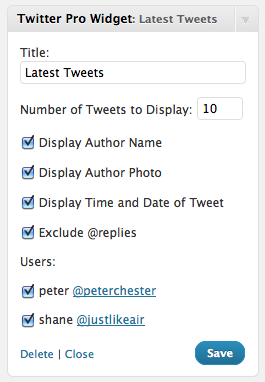 Twitter Pro Widget: Latest Tweets
Title:
Latest Tweets
Number of Tweets to Display: 10
Display Author Name
Display Author Photo
Display Time and Date of Tweet
Exclude @replies
Users:
peter @peterchester
shane @justlikeair
Delete | Close Save